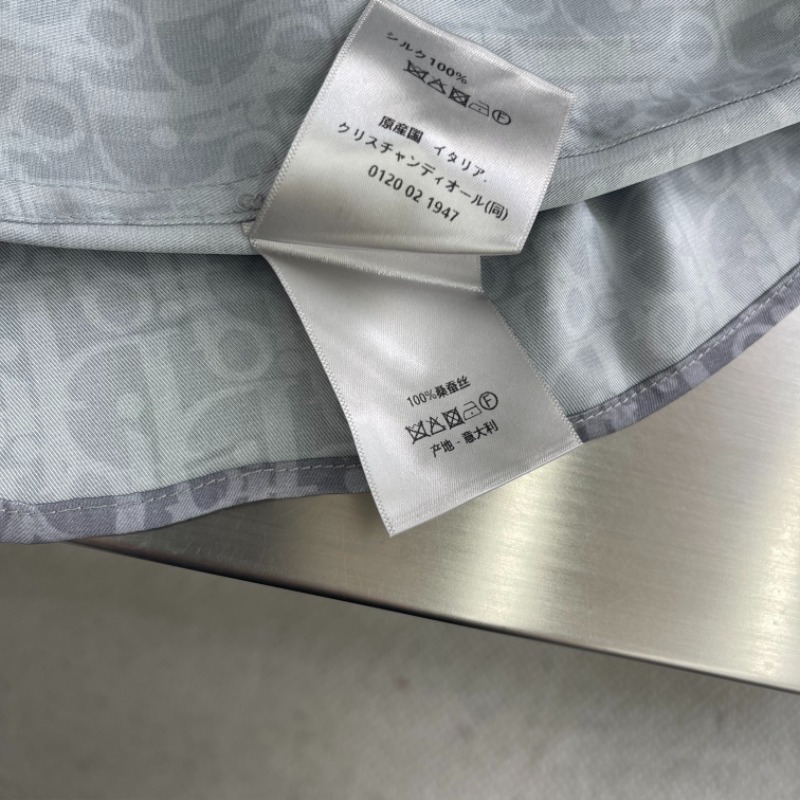 シルク100%
F
原産国 イタリア.
クリスチャンディオール(同)
0120 02 1947
100%桑蚕丝
F
产地 - 意大利